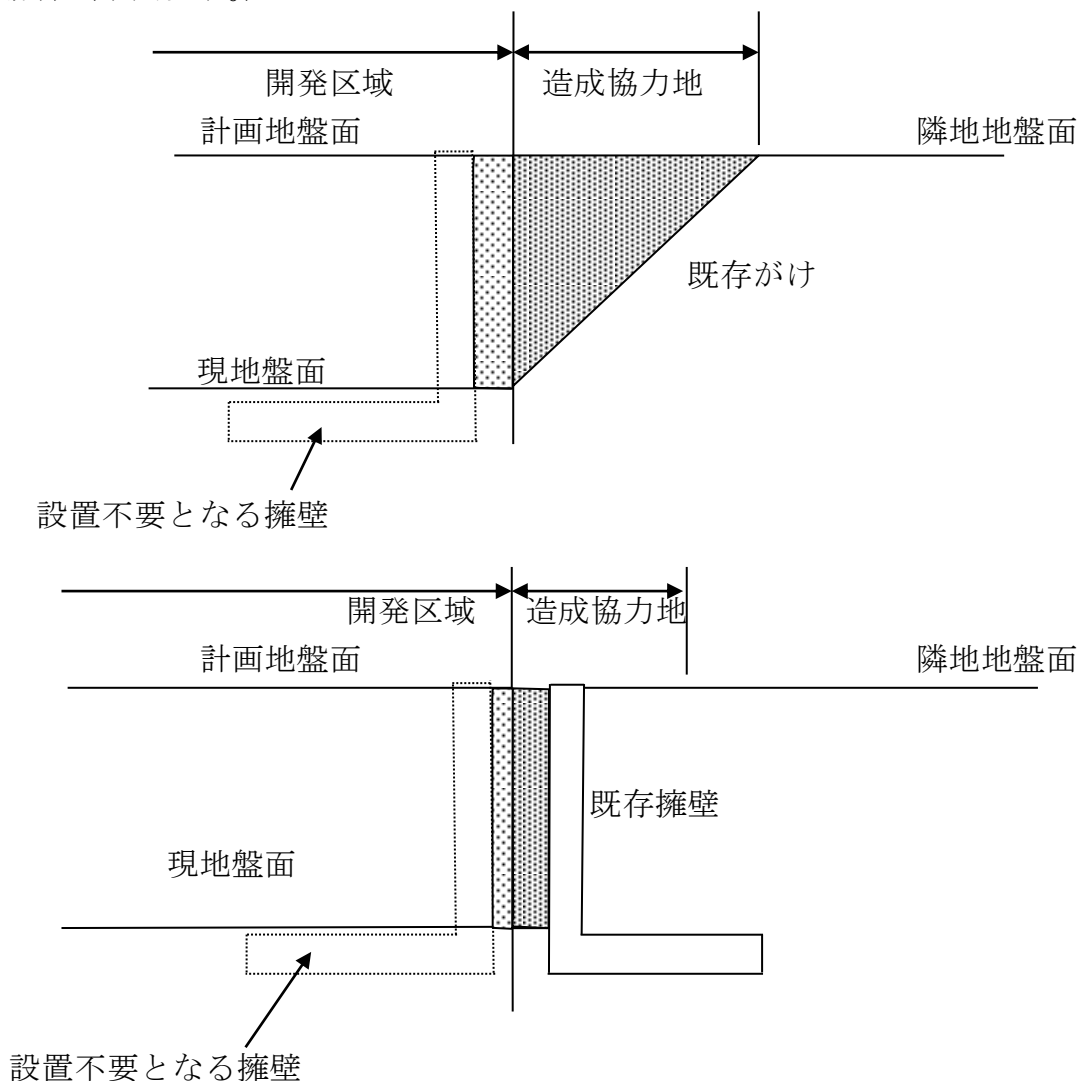 開発区域
造成協力地
計画地盤面
隣地地盤面
既存がけ
現地盤面
設置不要となる擁壁
開発区域
造成協力地
計画地盤面
隣地地盤面
既存擁壁
現地盤面
設置不要となる擁壁